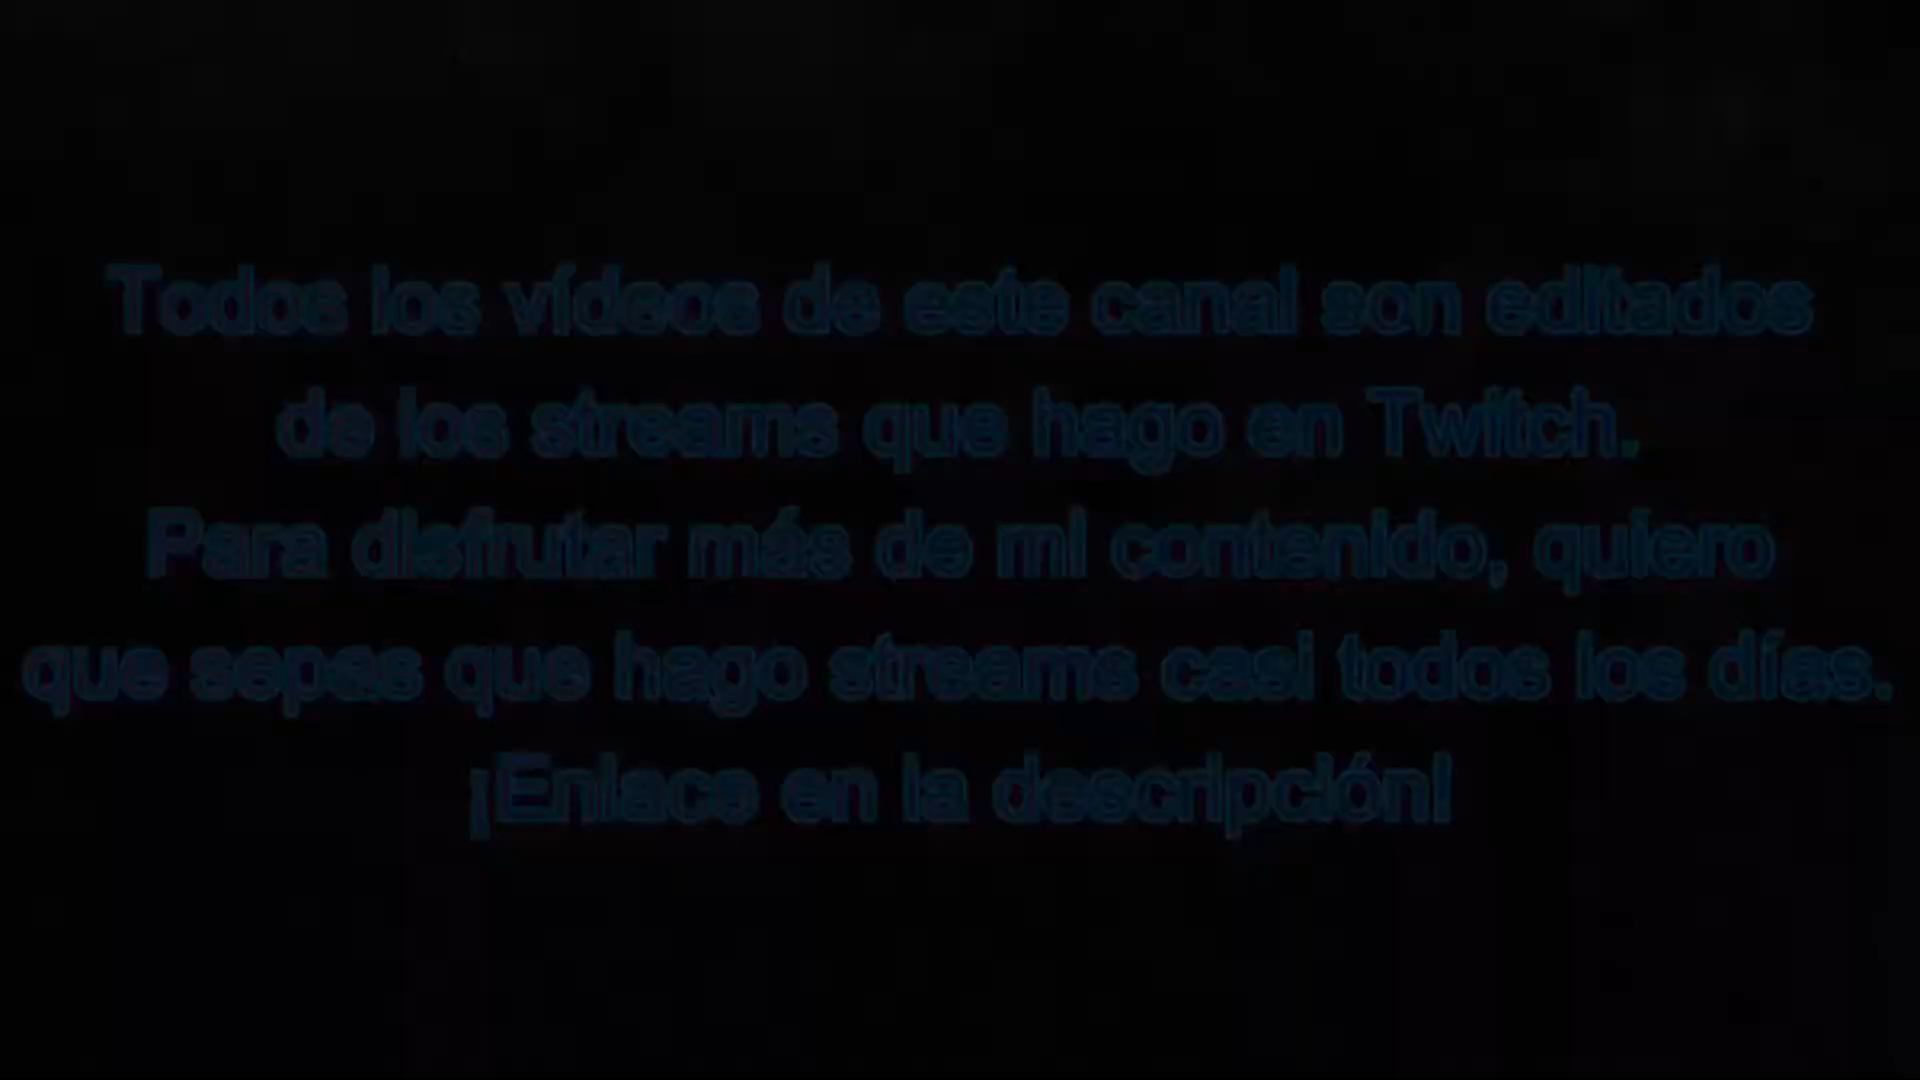 Todos los vídeos de este canal son editados
de los streams que hago en Twitch.
Para disfrutar más de mi contenido, quiero
que sepas que hago streams casi todos los días.
¡Enlace en la descripción!